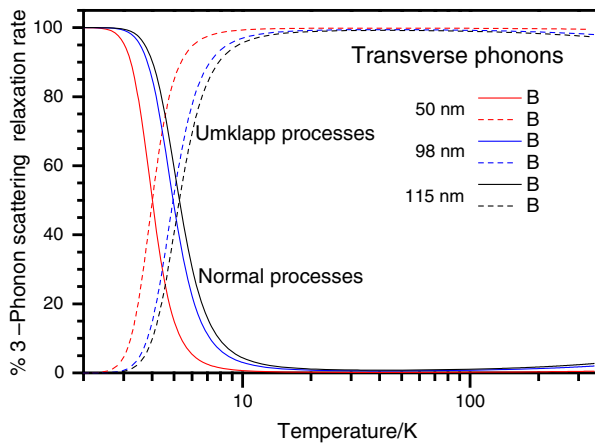 % 3 –Phonon scattering relaxation rate
100
80
60
40
20
0
Transverse phonons
50 nm
B
B
98 nm
B
B
115 nm
B
B
Umklapp processes
Normal processes
10
100
Temperature/K